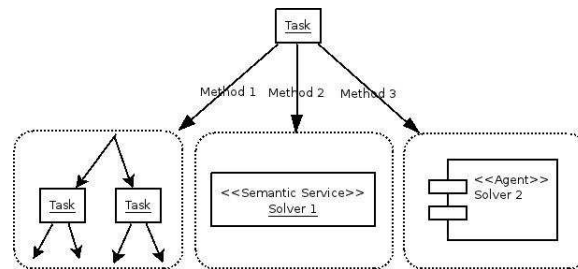 Task
Method 1 Method 2 Method 3
Task Task
<<Semantic Service>>
Solver 1
<<Agent>>
Solver 2